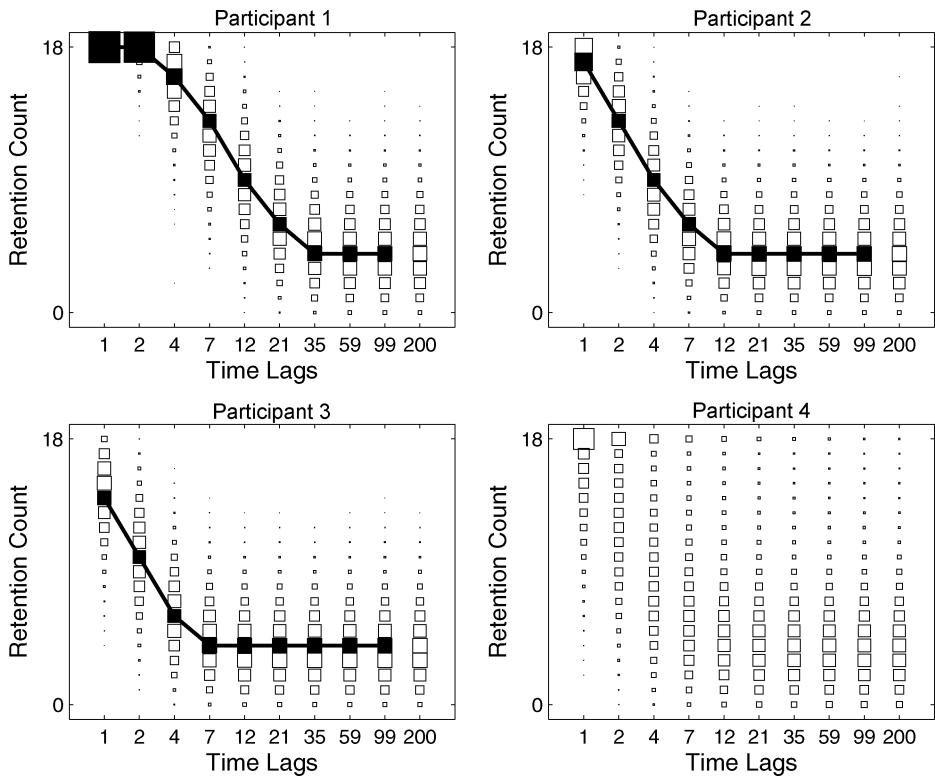 Participant 1
Participant 2
18
18
Retention Count
Retention Count
0
0
1 2 4 7 12 21 35 59 99 200
1 2 4 7 12 21 35 59 99 200
Time Lags
Time Lags
Participant 3
Participant 4
18
18
Retention Count
Retention Count
0
0
1 2 4 7 12 21 35 59 99 200
1 2 4 7 12 21 35 59 99 200
Time Lags
Time Lags